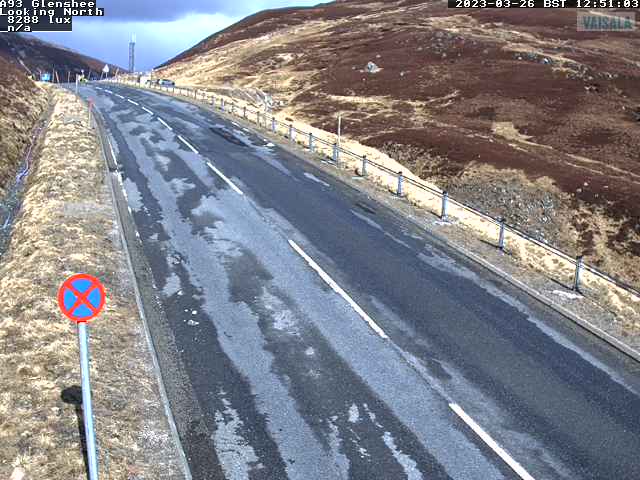 A93 Glenshee
Looking North
8288 lux
n/a
2023-03-26 BST 12:51:03
VAISALA